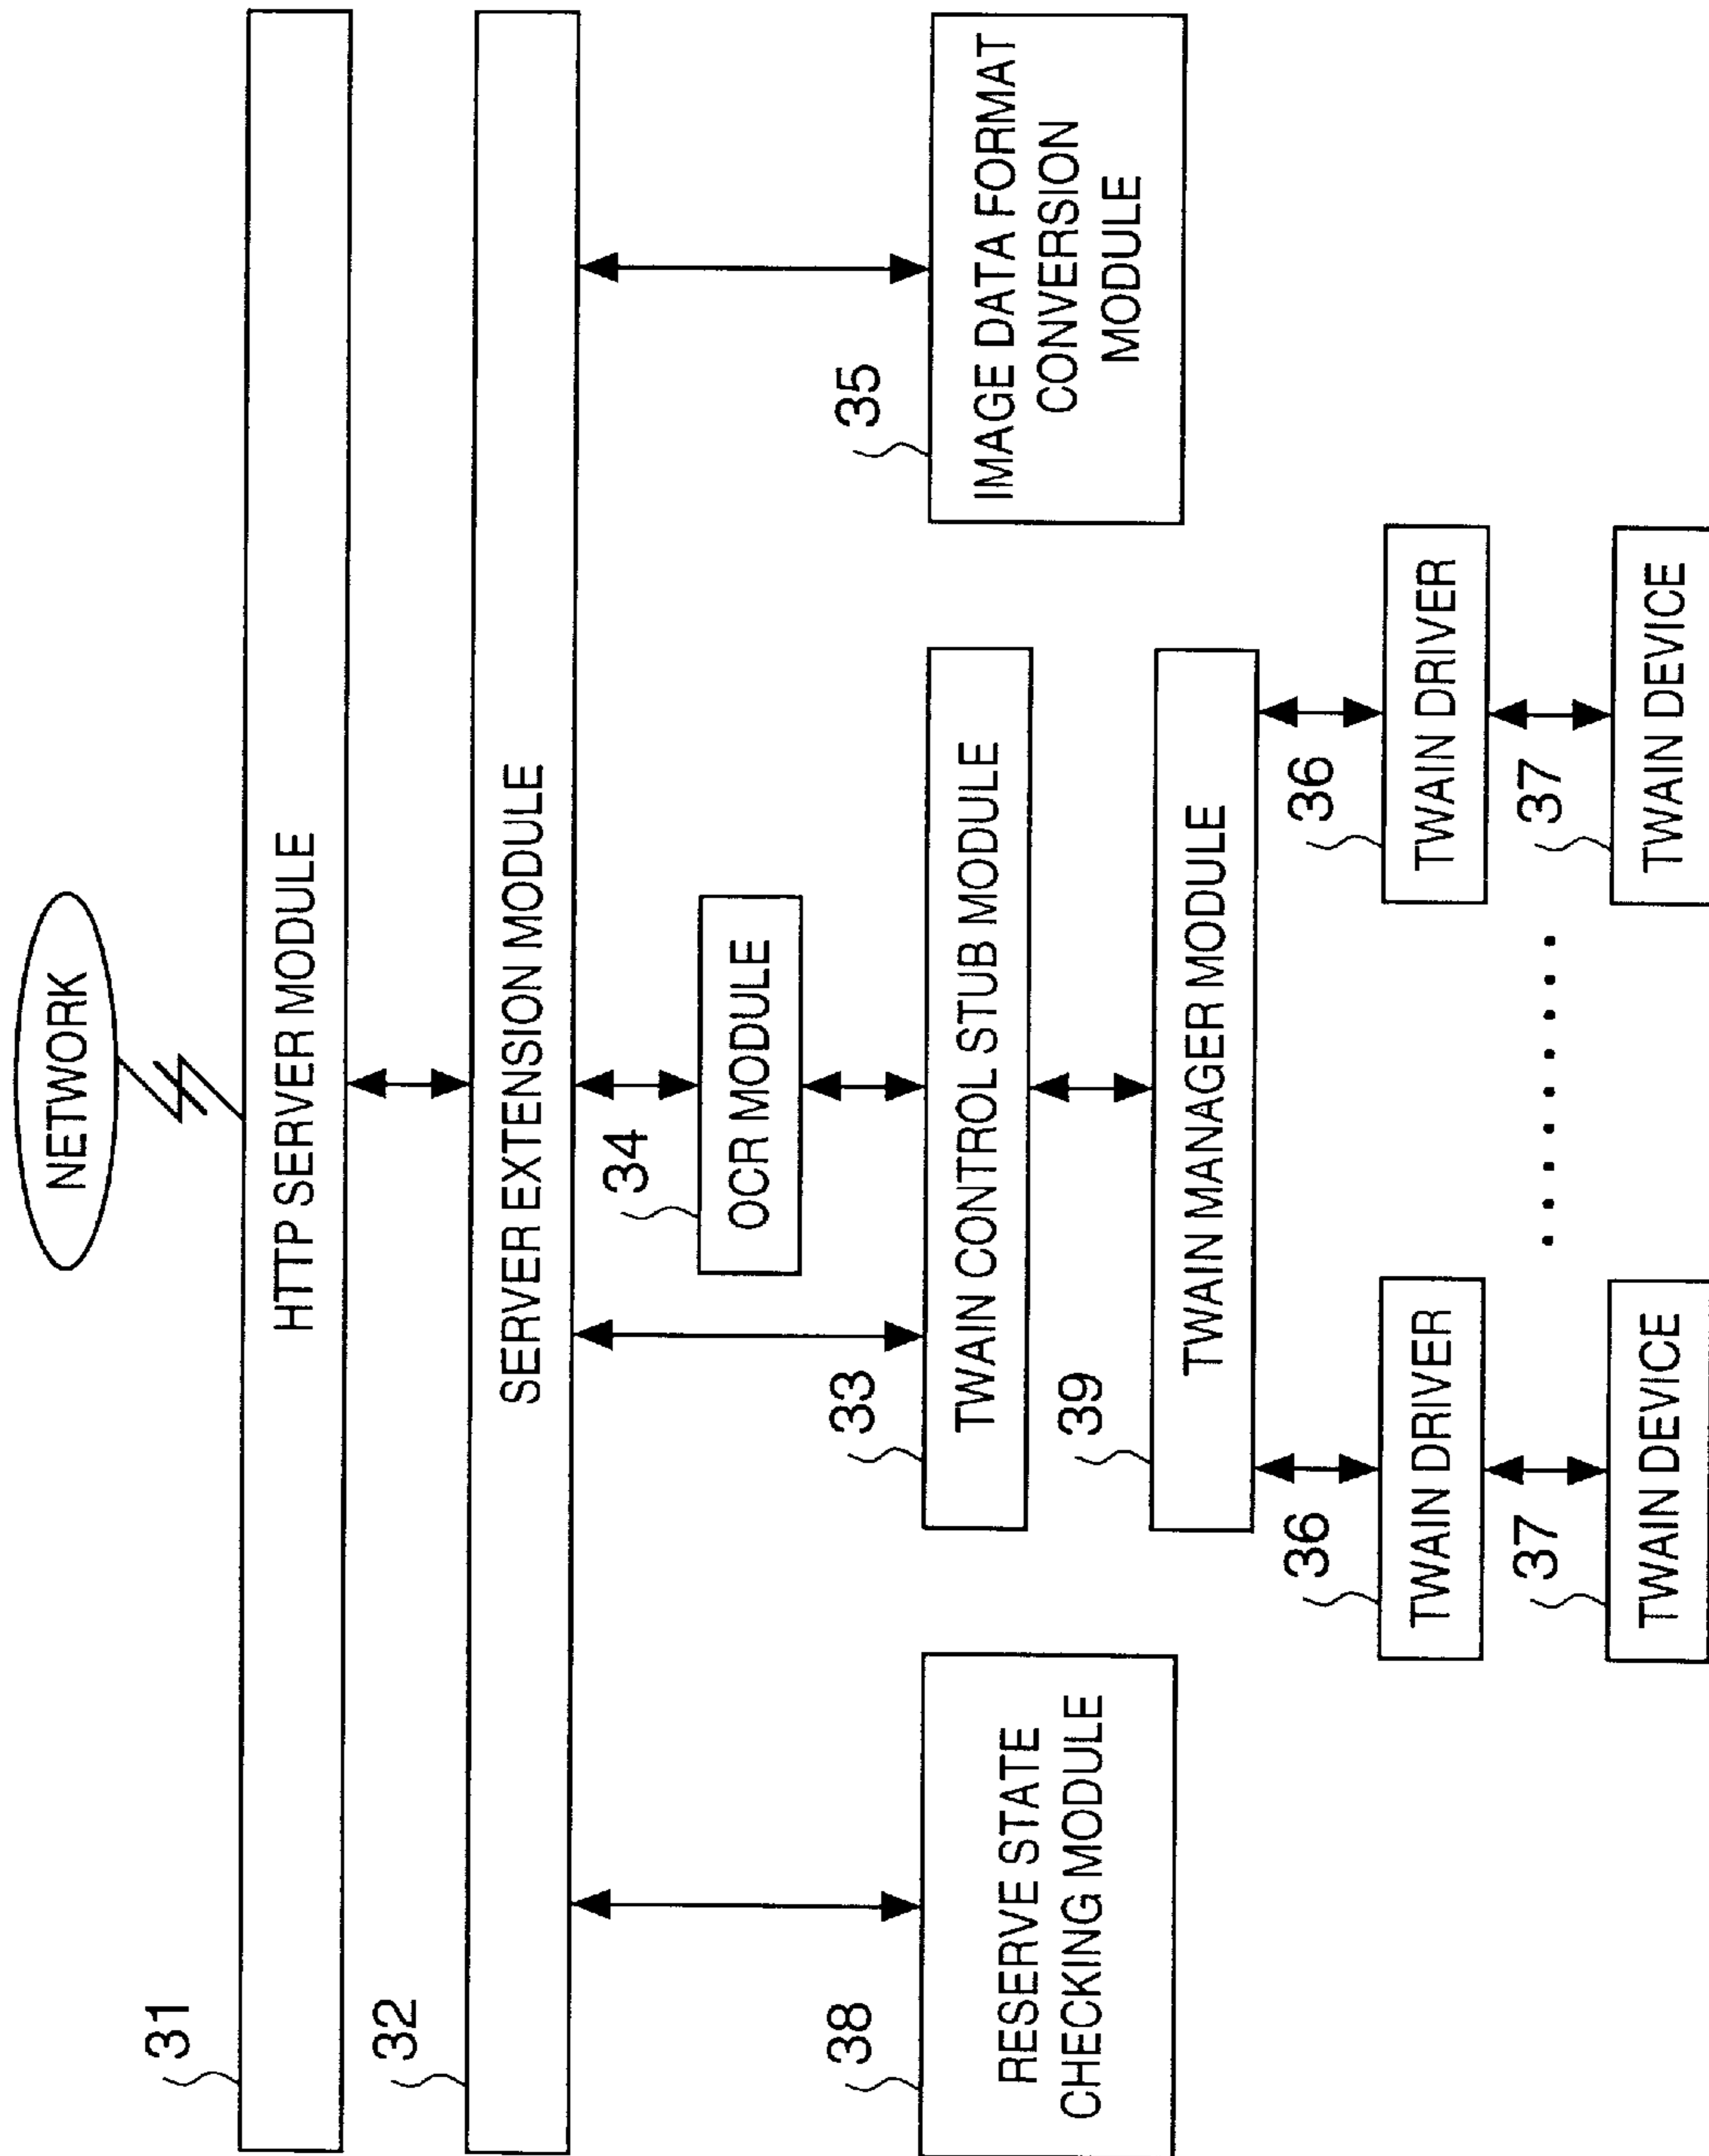 NETWORK
31
HTTP SERVER MODULE
32
SERVER EXTENSION MODULE
34
OCR MODULE
38
RESERVE STATE
CHECKING MODULE
33
TWAIN CONTROL STUB MODULE
35
IMAGE DATA FORMAT
CONVERSION
MODULE
39
TWAIN MANAGER MODULE
36
TWAIN DRIVER
36
TWAIN DRIVER
37
TWAIN DEVICE
37
TWAIN DEVICE